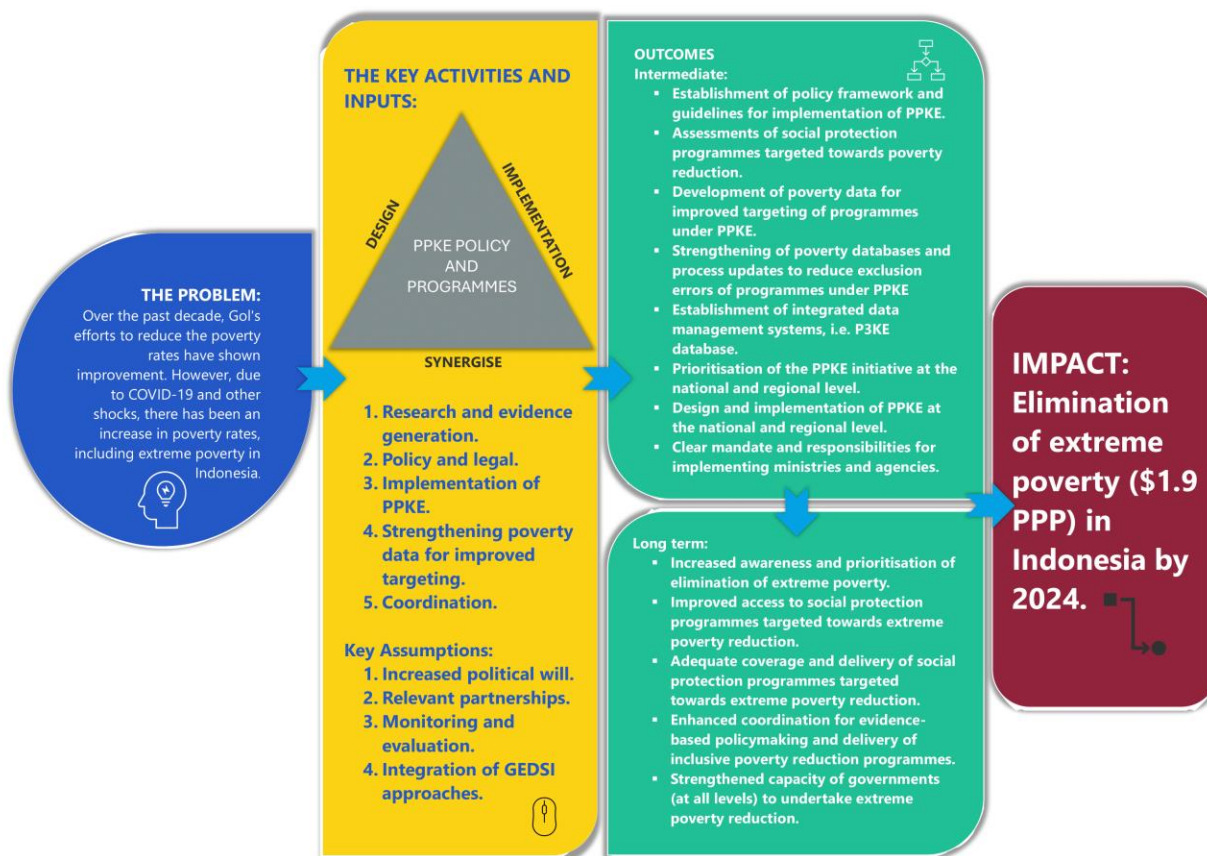 THE PROBLEM:
Over the past decade, GoI's
efforts to reduce the poverty
rates have shown
improvement. However, due
to COVID-19 and other
shocks, there has been an
increase in poverty rates,
including extreme poverty in
Indonesia.
THE KEY ACTIVITIES AND
INPUTS:
DESIGN
IMPLEMENTATION
PPKE POLICY
AND
PROGRAMMES
SYNERGISE
1. Research and evidence
generation.
2. Policy and legal.
3. Implementation of
PPKE.
4. Strengthening poverty
data for improved
targeting.
5. Coordination.
Key Assumptions:
1. Increased political will.
2. Relevant partnerships.
3. Monitoring and
evaluation.
4. Integration of GEDSI
approaches.
OUTCOMES
Intermediate:
▪ Establishment of policy framework and
guidelines for implementation of PPKE.
▪ Assessments of social protection
programmes targeted towards poverty
reduction.
▪ Development of poverty data for
improved targeting of programmes
under PPKE.
▪ Strengthening of poverty databases and
process updates to reduce exclusion
errors of programmes under PPKE
▪ Establishment of integrated data
management systems, i.e. P3KE
database.
▪ Prioritisation of the PPKE initiative at the
national and regional level.
▪ Design and implementation of PPKE at
the national and regional level.
▪ Clear mandate and responsibilities for
implementing ministries and agencies.
Long term:
▪ Increased awareness and prioritisation of
elimination of extreme poverty.
▪ Improved access to social protection
programmes targeted towards extreme
poverty reduction.
▪ Adequate coverage and delivery of social
protection programmes targeted
towards extreme poverty reduction.
▪ Enhanced coordination for evidence-
based policymaking and delivery of
inclusive poverty reduction programmes.
▪ Strengthened capacity of governments
(at all levels) to undertake extreme
poverty reduction.
IMPACT:
Elimination
of extreme
poverty ($1.9
PPP) in
Indonesia by
2024.